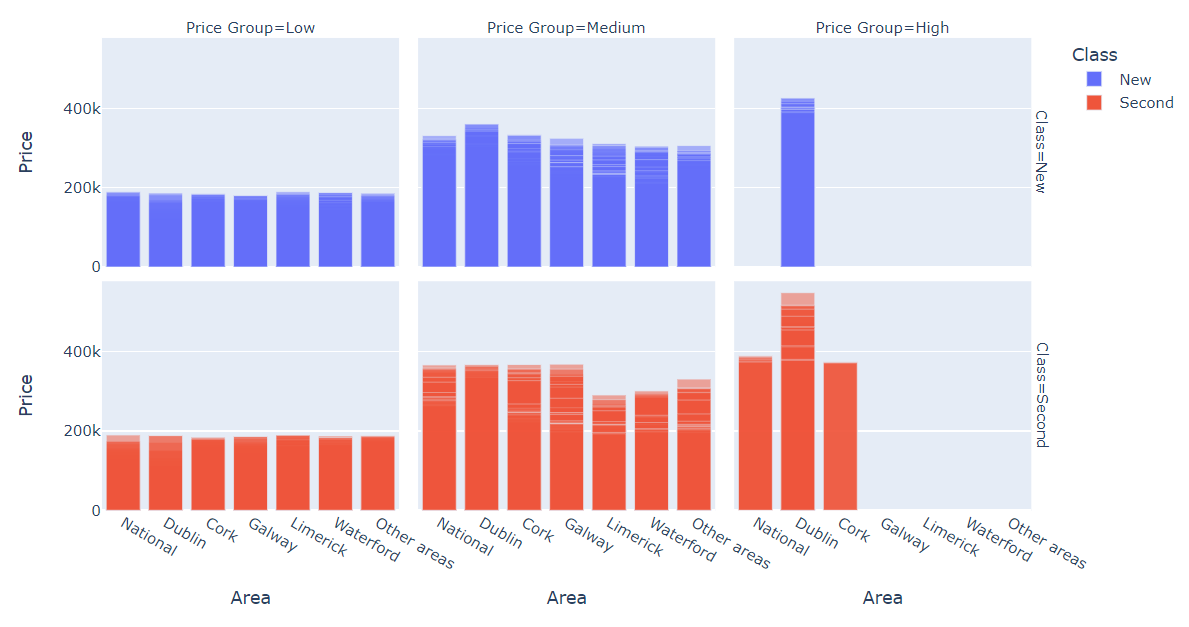 Price Group=Low
Price Group=Medium
Price Group=High
Class
New
Second
Price
400k
200k
0
Class=New
Price
400k
200k
0
Class=Second
National
Dublin
Cork
Galway
Limerick
Waterford
Other areas
National
Dublin
Cork
Galway
Limerick
Waterford
Other areas
National
Dublin
Cork
Galway
Limerick
Waterford
Other areas
Area
Area
Area